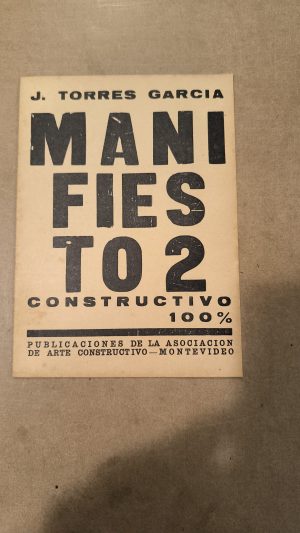 J. TORRES GARCIA
MANI
FIES
TO 2
CONSTRUCTIVO
100%
PUBLICACIONES DE LA ASOCIACION
DE ARTE CONSTRUCTIVO—MONTEVIDEO